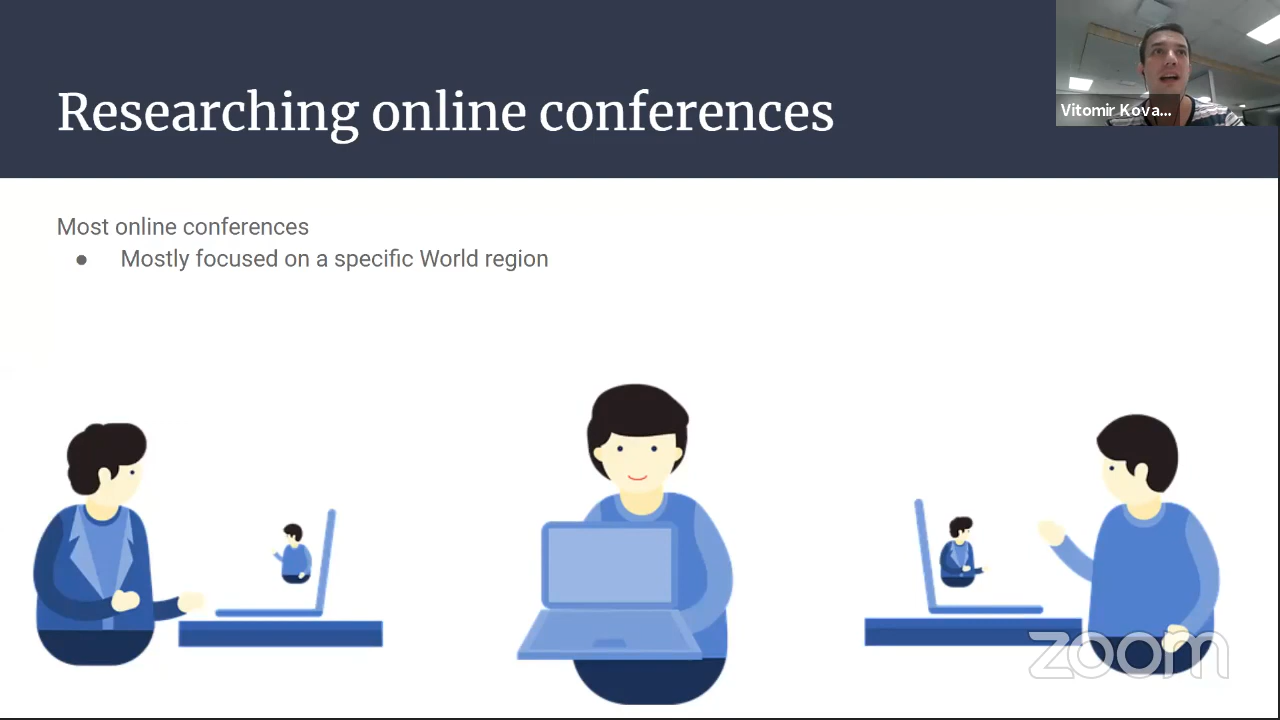 Researching online conferences
Vitomir Kova...
Most online conferences
● Mostly focused on a specific World region
zoom